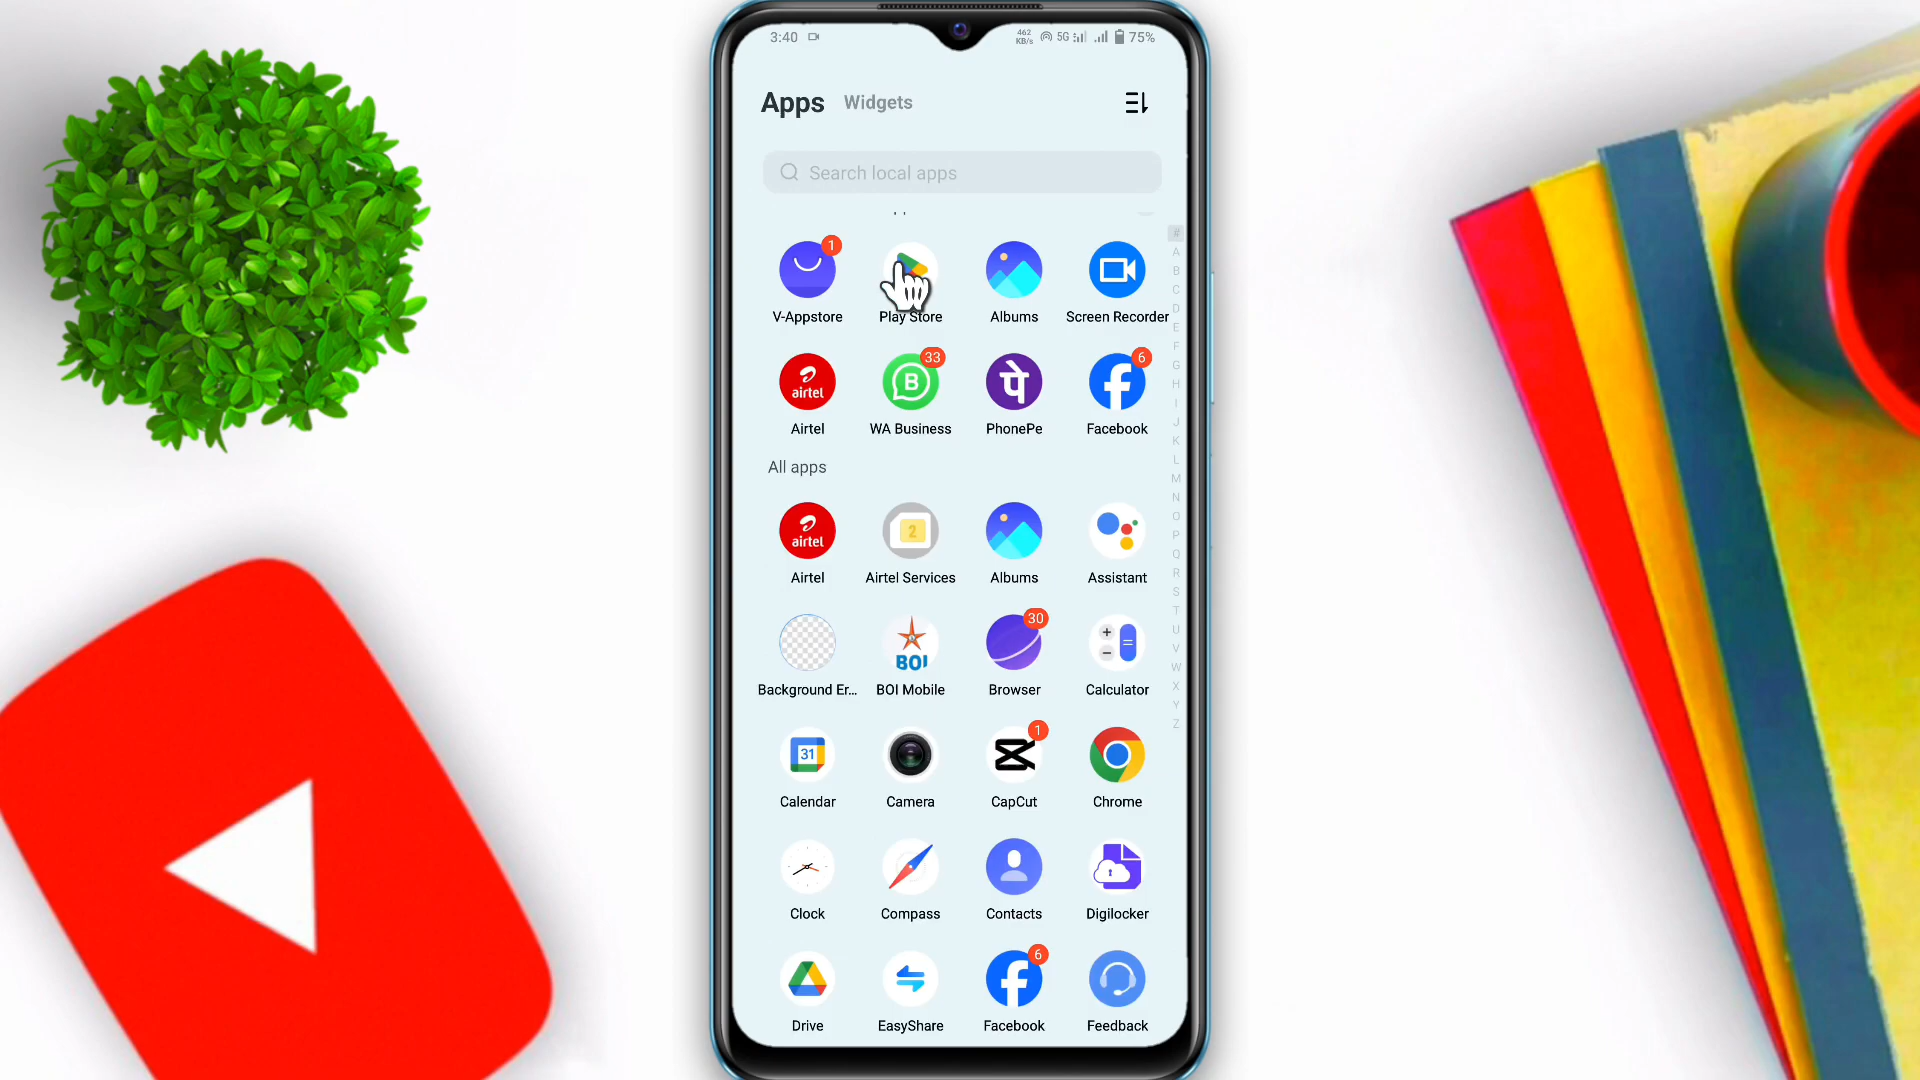 3:40 462 KB/s 5G 75%
Apps Widgets
Search local apps
#
A
B
C
D
E
F
G
H
I
J
K
L
M
N
O
P
Q
R
S
T
U
V
W
X
Y
Z
1
V-Appstore Play Store Albums Screen Recorder
airtel 33 B पे 6
Airtel WA Business PhonePe Facebook
All apps
airtel 2
Airtel Airtel Services Albums Assistant
BOI 30
Background Er... BOI Mobile Browser Calculator
31 1
Calendar Camera CapCut Chrome
Clock Compass Contacts Digilocker
6
Drive EasyShare Facebook Feedback